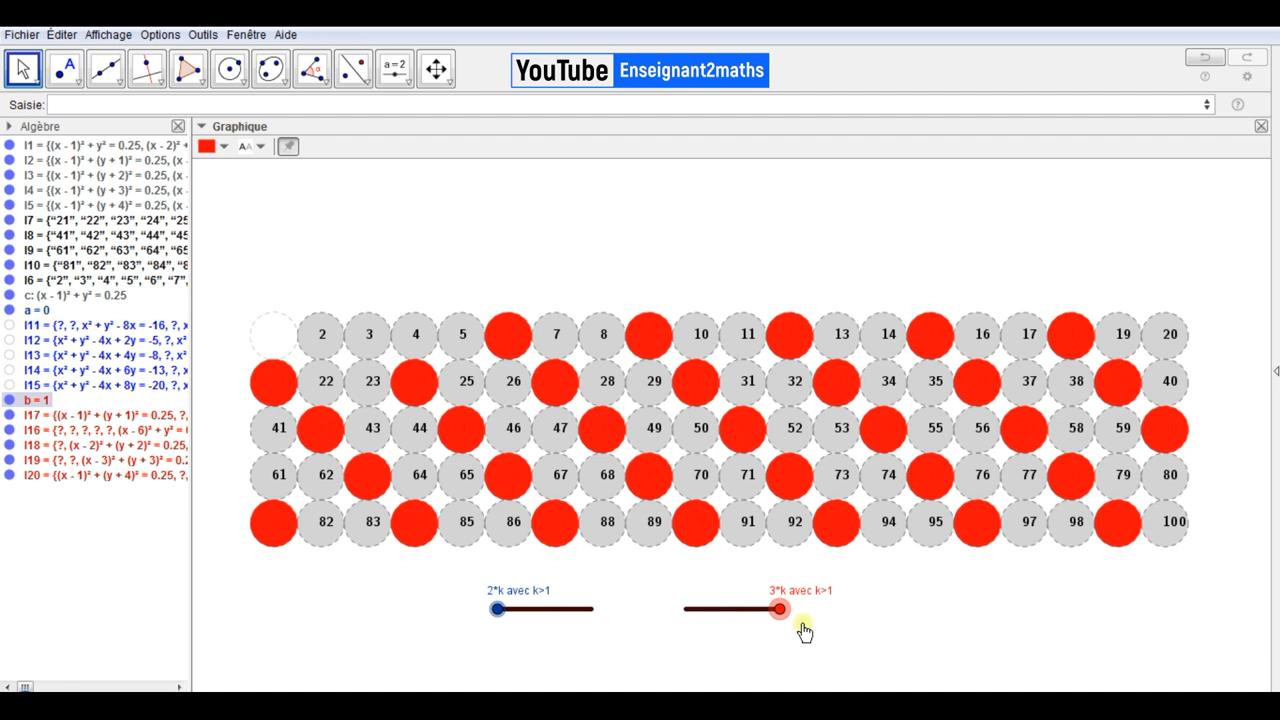 Fichier Éditer Affichage Options Outils Fenêtre Aide
A
α
a = 2
YouTube Enseignant2maths
Saisie:
Algèbre
Graphique
AA
l1 = {(x - 1)² + y² = 0.25, (x - 2)² +
l2 = {(x - 1)² + (y + 1)² = 0.25, (x -
l3 = {(x - 1)² + (y + 2)² = 0.25, (x -
l4 = {(x - 1)² + (y + 3)² = 0.25, (x -
l5 = {(x - 1)² + (y + 4)² = 0.25, (x -
l7 = {“21”, “22”, “23”, “24”, “25
l8 = {“41”, “42”, “43”, “44”, “45
l9 = {“61”, “62”, “63”, “64”, “65
l10 = {“81”, “82”, “83”, “84”, “8
l6 = {“2”, “3”, “4”, “5”, “6”, “7”,
c: (x - 1)² + y² = 0.25
a = 0
l11 = {?, ?, x² + y² - 8x = -16, ?, x
l12 = {?, x² + y² - 4x + 2y = -5, ?, x
l13 = {?, x² + y² - 4x + 4y = -8, ?, x
l14 = {?, x² + y² - 4x + 6y = -13, ?, x
l15 = {?, x² + y² - 4x + 8y = -20, ?, x
b = 1
l17 = {(x - 1)² + (y + 1)² = 0.25, ?,
l16 = {?, ?, ?, ?, ?, (x - 6)² + y² =
l18 = {?, (x - 2)² + (y + 2)² = 0.25,
l19 = {?, ?, (x - 3)² + (y + 3)² = 0.2
l20 = {(x - 1)² + (y + 4)² = 0.25, ?,
2 3 4 5 7 8 10 11 13 14 16 17 19 20
22 23 25 26 28 29 31 32 34 35 37 38 40
41 43 44 46 47 49 50 52 53 55 56 58 59
61 62 64 65 67 68 70 71 73 74 76 77 79 80
82 83 85 86 88 89 91 92 94 95 97 98 100
2*k avec k>1
3*k avec k>1